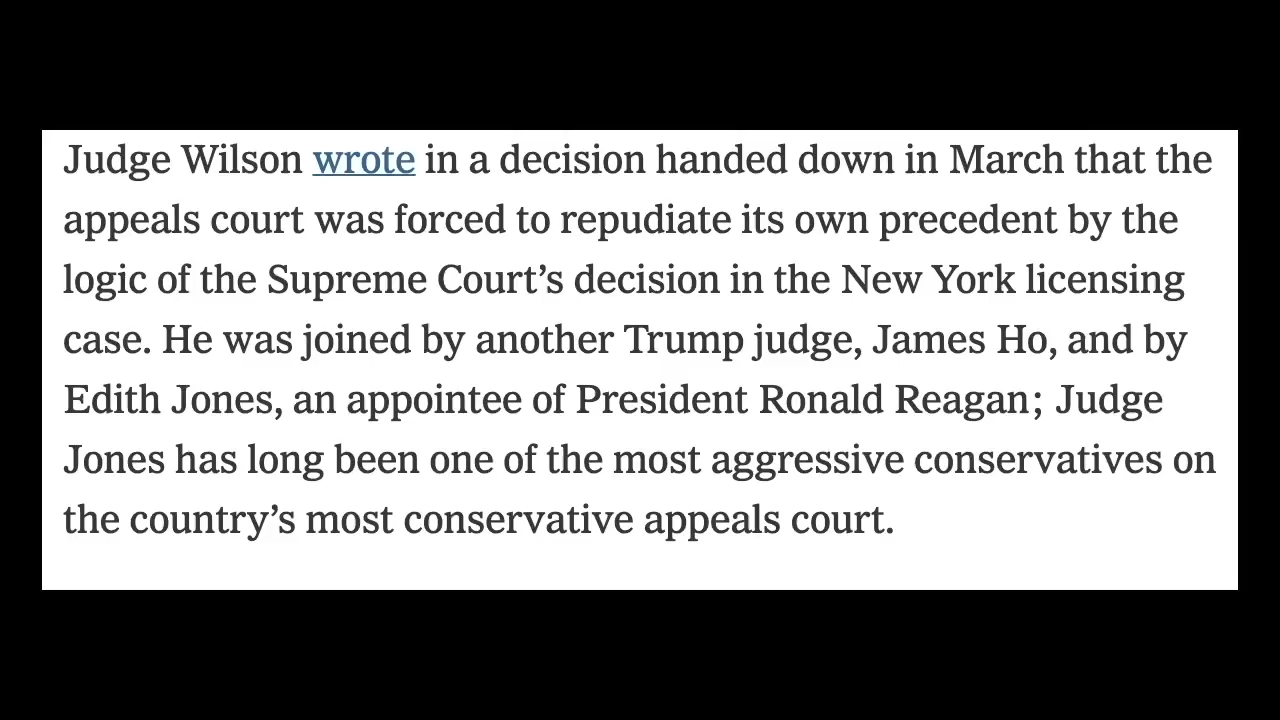 Judge Wilson wrote in a decision handed down in March that the
appeals court was forced to repudiate its own precedent by the
logic of the Supreme Court’s decision in the New York licensing
case. He was joined by another Trump judge, James Ho, and by
Edith Jones, an appointee of President Ronald Reagan; Judge
Jones has long been one of the most aggressive conservatives on
the country’s most conservative appeals court.